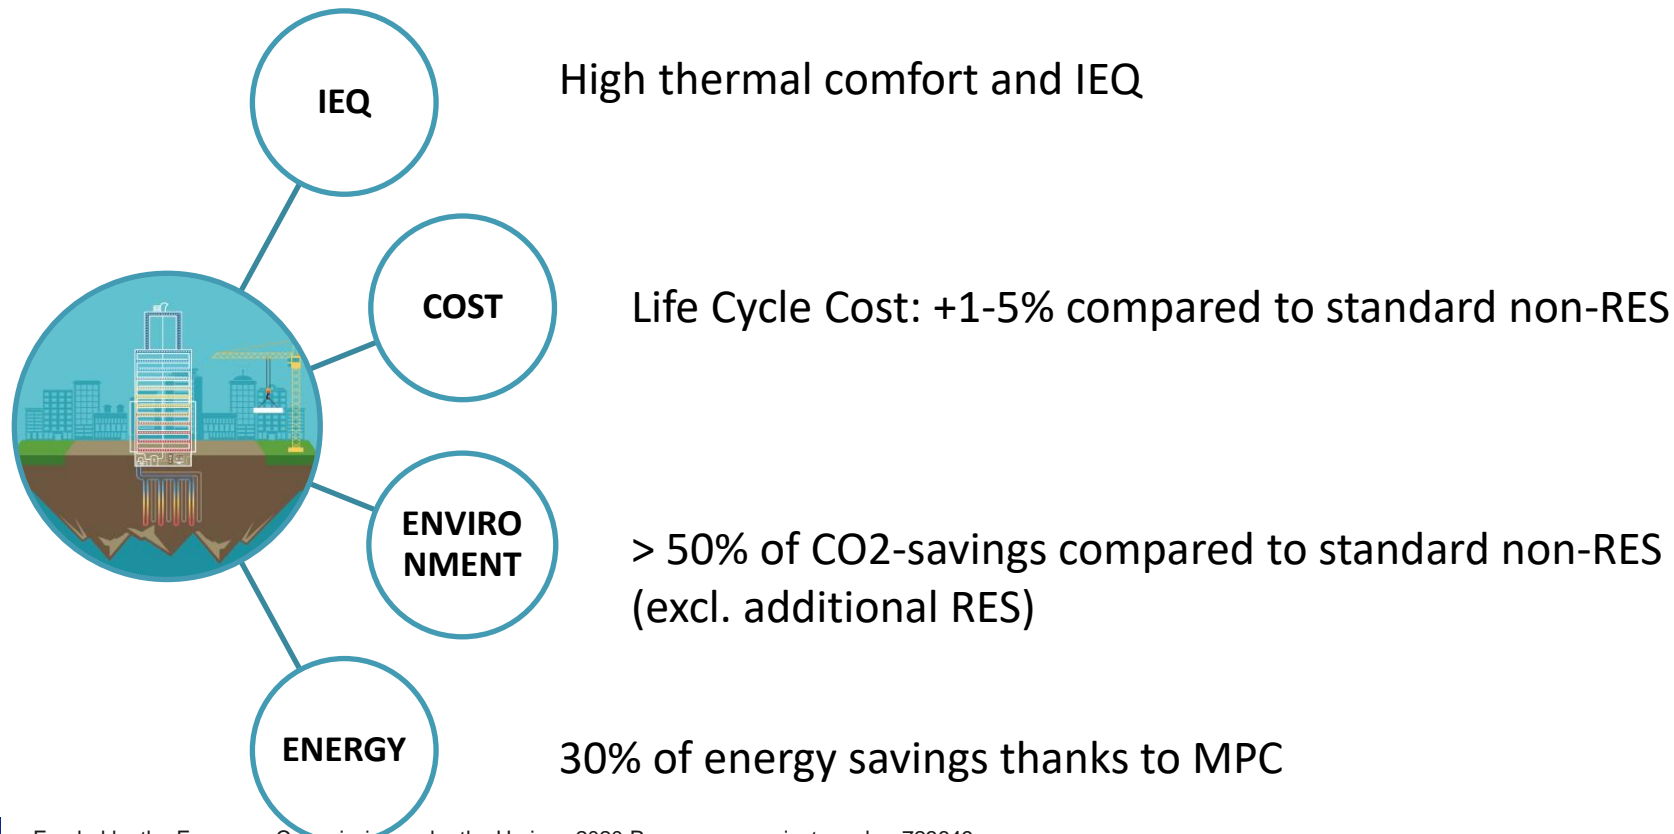 IEQ
High thermal comfort and IEQ
COST
Life Cycle Cost: +1-5% compared to standard non-RES
ENVIRO
NMENT
> 50% of CO2-savings compared to standard non-RES
(excl. additional RES)
ENERGY
30% of energy savings thanks to MPC